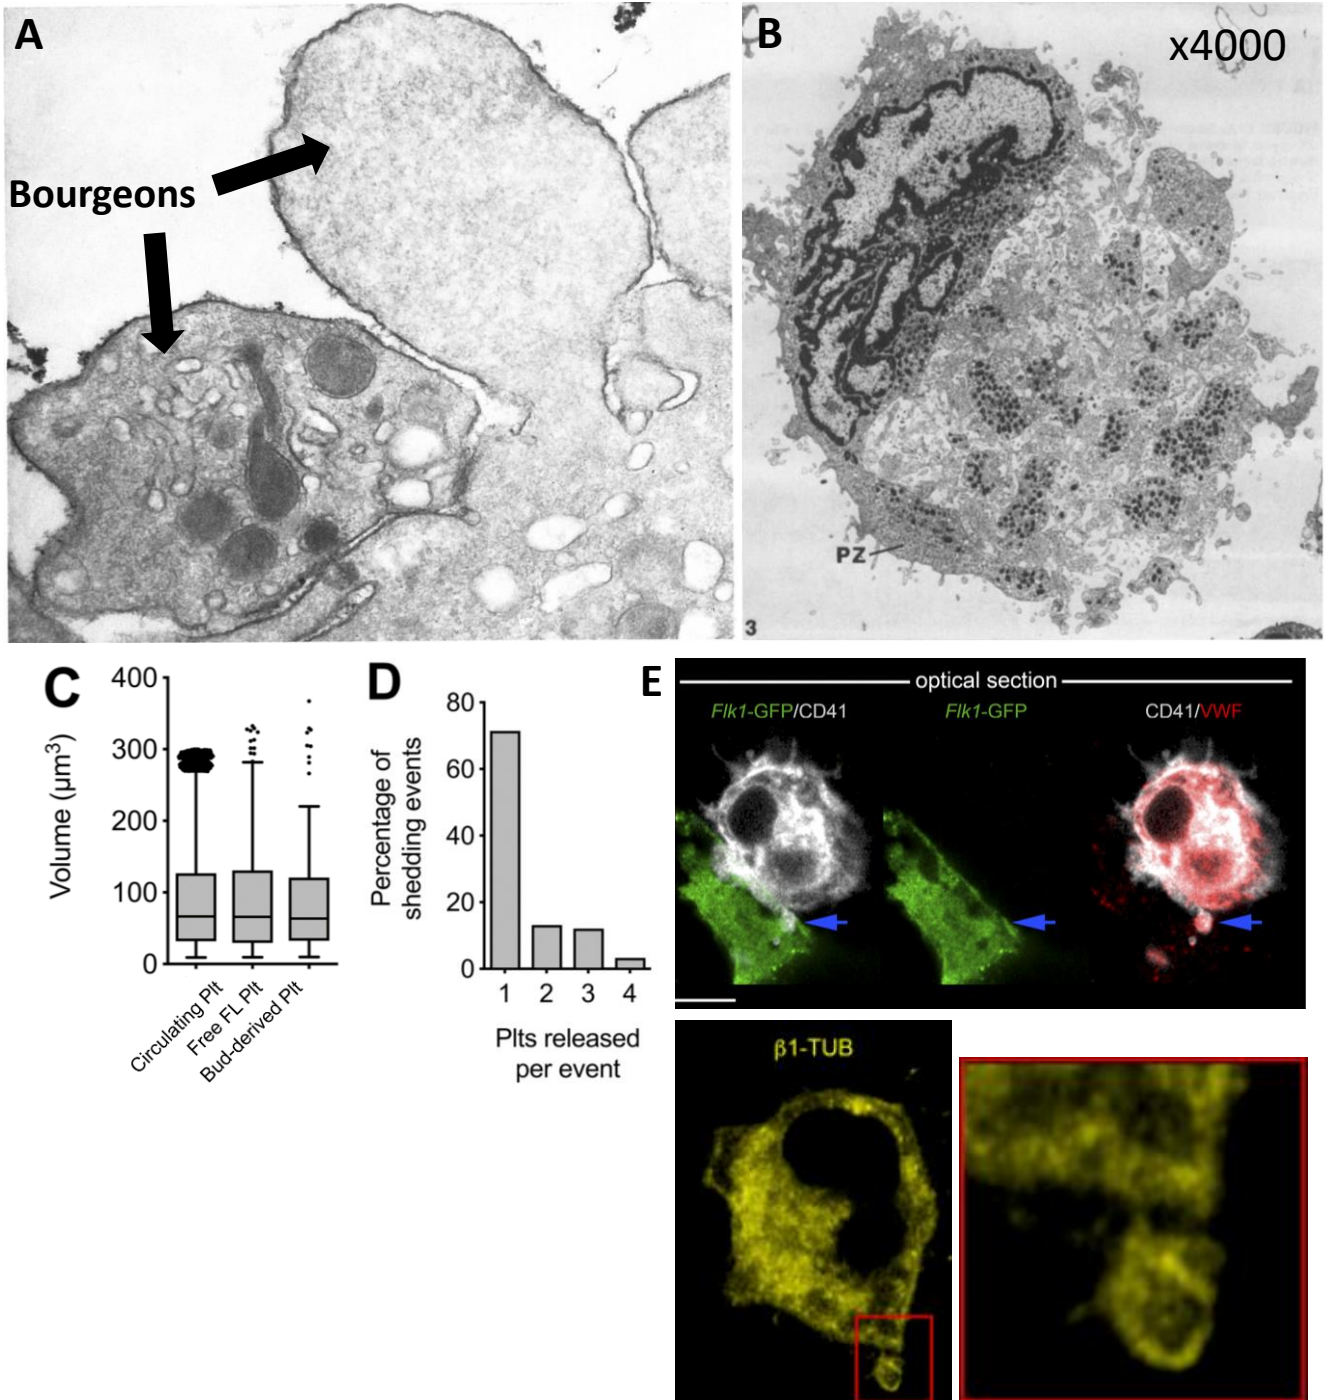 A
Bourgeons
B
x4000
PZ
3
C
Volume (µm³)
400
300
200
100
0
Circulating Plt
Free FL Plt
Bud-derived Plt
D
Percentage of
shedding events
80
60
40
20
0
1 2 3 4
Plts released
per event
E
optical section
Flk1-GFP/CD41
Flk1-GFP
CD41/VWF
β1-TUB